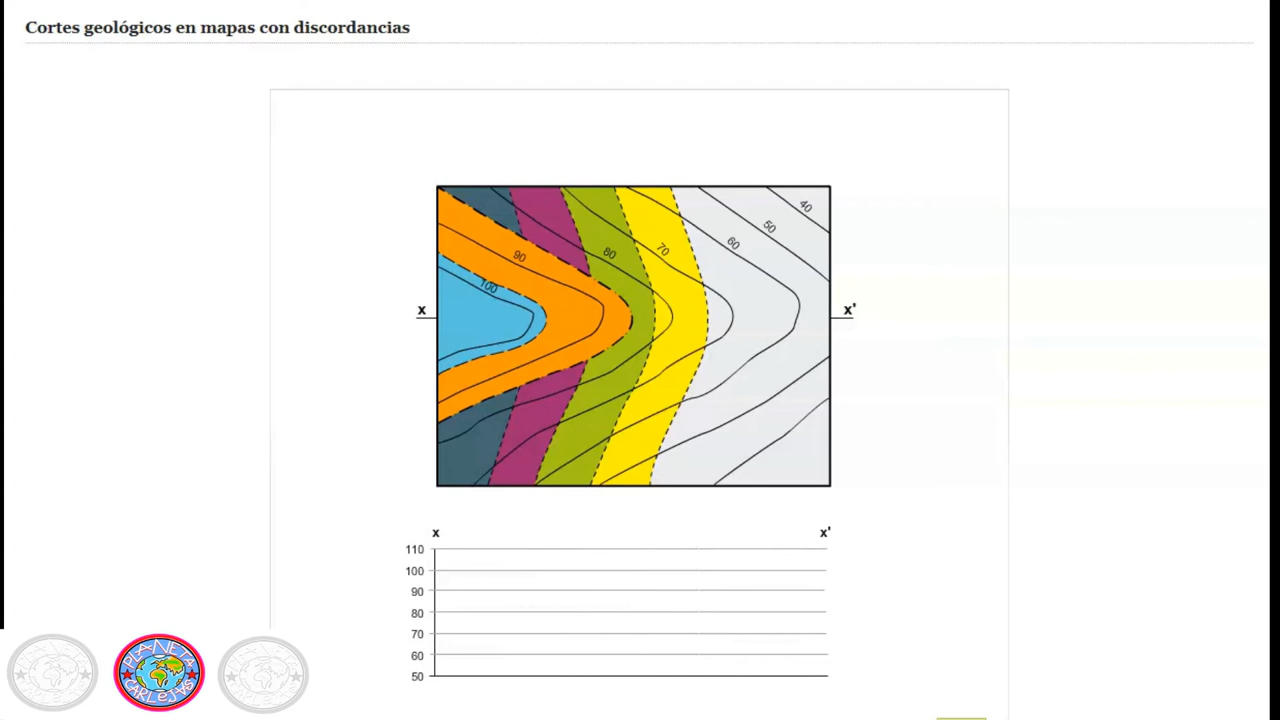 Cortes geológicos en mapas con discordancias
40
50
60
70
80
90
100
x
x'
x
x'
110
100
90
80
70
60
50
PLANETA
CARLEJAS